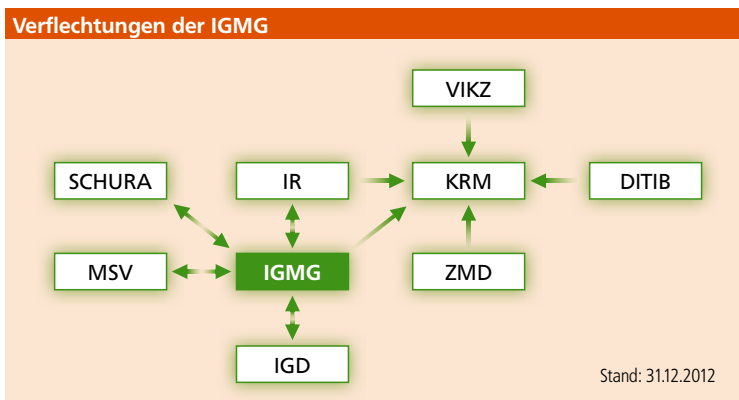 Verflechtungen der IGMG
VIKZ
SCHURA
IR
KRM
DITIB
MSV
IGMG
ZMD
IGD
Stand: 31.12.2012